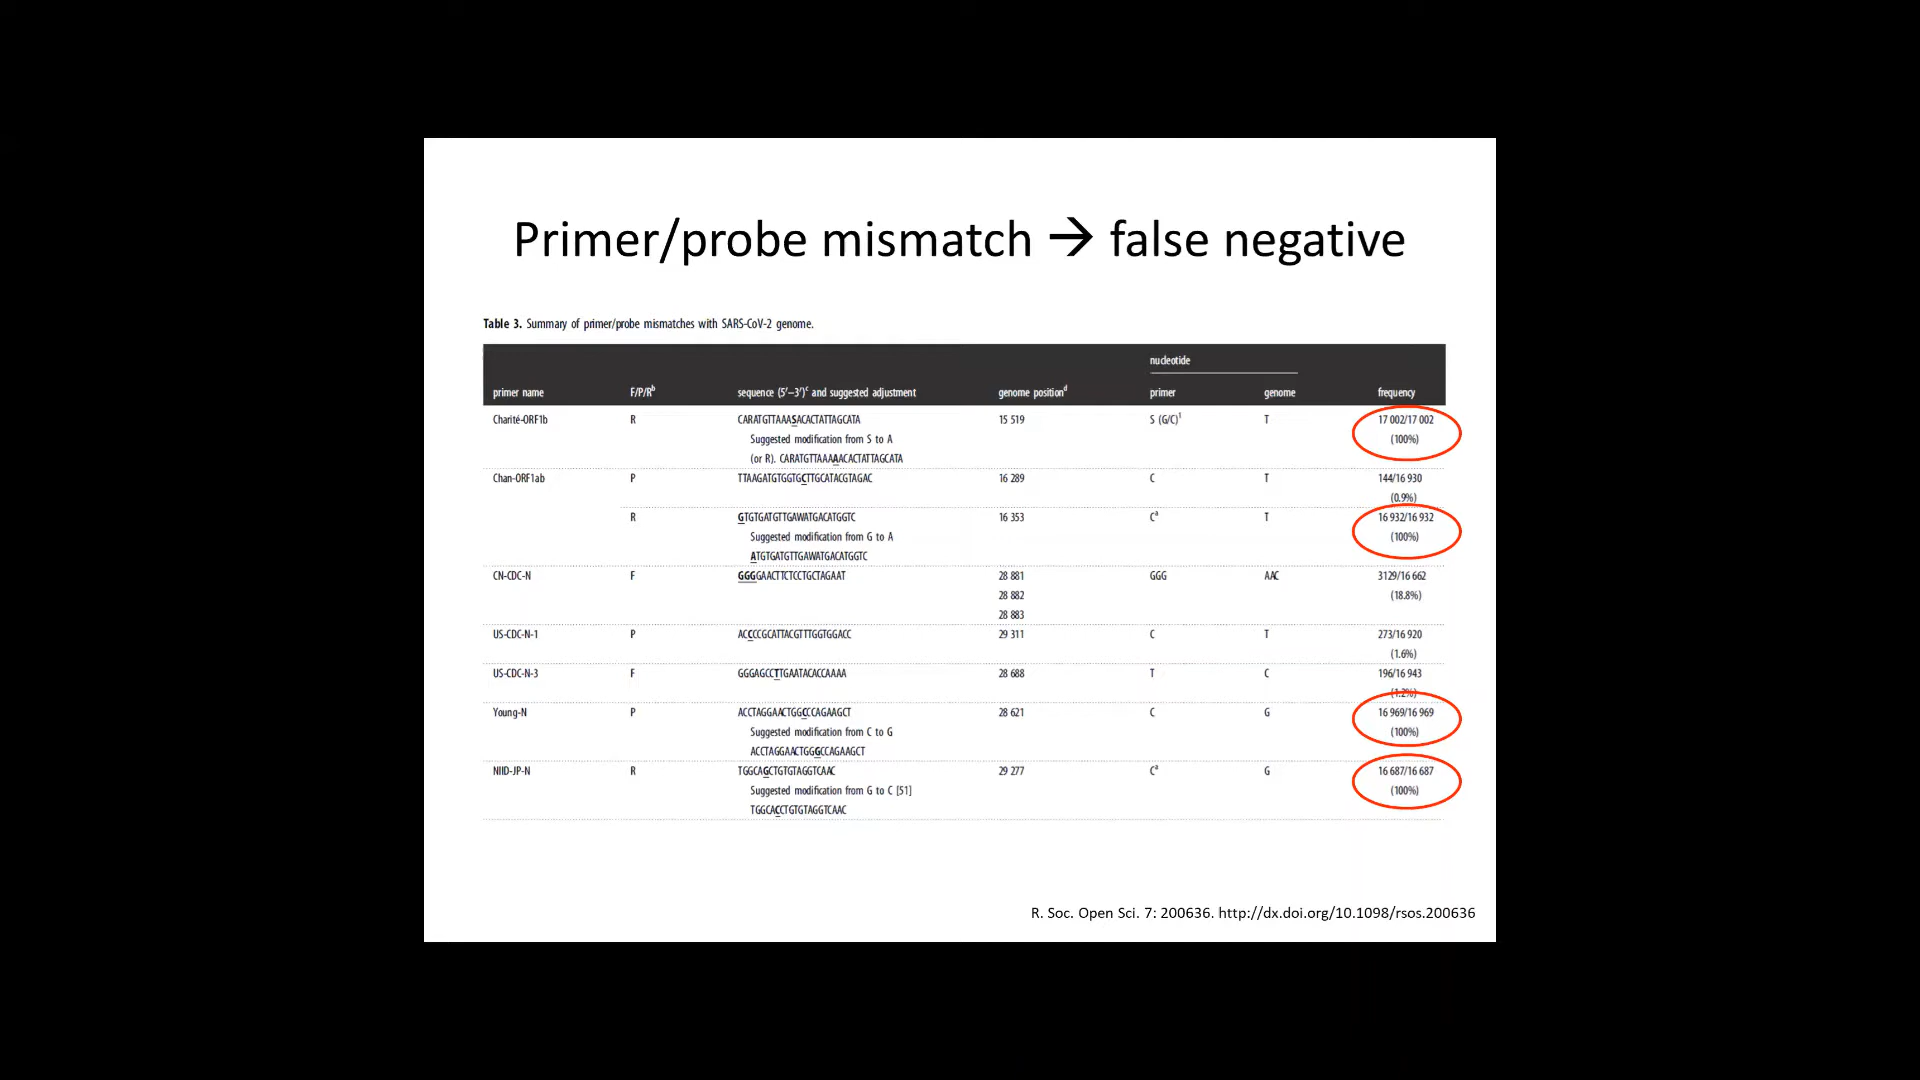 Primer/probe mismatch → false negative
Table 3. Summary of primer/probe mismatches with SARS-CoV-2 genome.
nucleotide
primer name F/P/Rᵇ sequence (5′–3′)ᶜ and suggested adjustment genome positionᵈ primer genome frequency
Charité-ORF1b R CARATGTTAAASACACTATTAGCATA 15 519 S (G/C)¹ T 17 002/17 002
Suggested modification from S to A (100%)
(or R). CARATGTTAAAAACACTATTAGCATA
Chan-ORF1ab P TTAAGATGTGGTGCTTGCATACGTAGAC 16 289 C T 144/16 930
(0.9%)
R GTGTGATGTTGAWATGACATGGTC 16 353 Cᵃ T 16 932/16 932
Suggested modification from G to A (100%)
ATGTGATGTTGAWATGACATGGTC
CN-CDC-N F GGGGAACTTCTCCTGCTAGAAT 28 881 GGG AAC 3129/16 662
28 882 (18.8%)
28 883
US-CDC-N-1 P ACCCCGCATTACGTTTGGTGGACC 29 311 C T 273/16 920
(1.6%)
US-CDC-N-3 F GGGAGCCTTGAATACACCAAAA 28 688 T C 196/16 943
(1.2%)
Young-N P ACCTAGGAACTGGCCCAGAAGCT 28 621 C G 16 969/16 969
Suggested modification from C to G (100%)
ACCTAGGAACTGGGCCAGAAGCT
NIID-JP-N R TGGCAGCTGTGTAGGTCAAC 29 277 Cᵃ G 16 687/16 687
Suggested modification from G to C [51] (100%)
TGGCACCTGTGTAGGTCAAC
R. Soc. Open Sci. 7: 200636. http://dx.doi.org/10.1098/rsos.200636